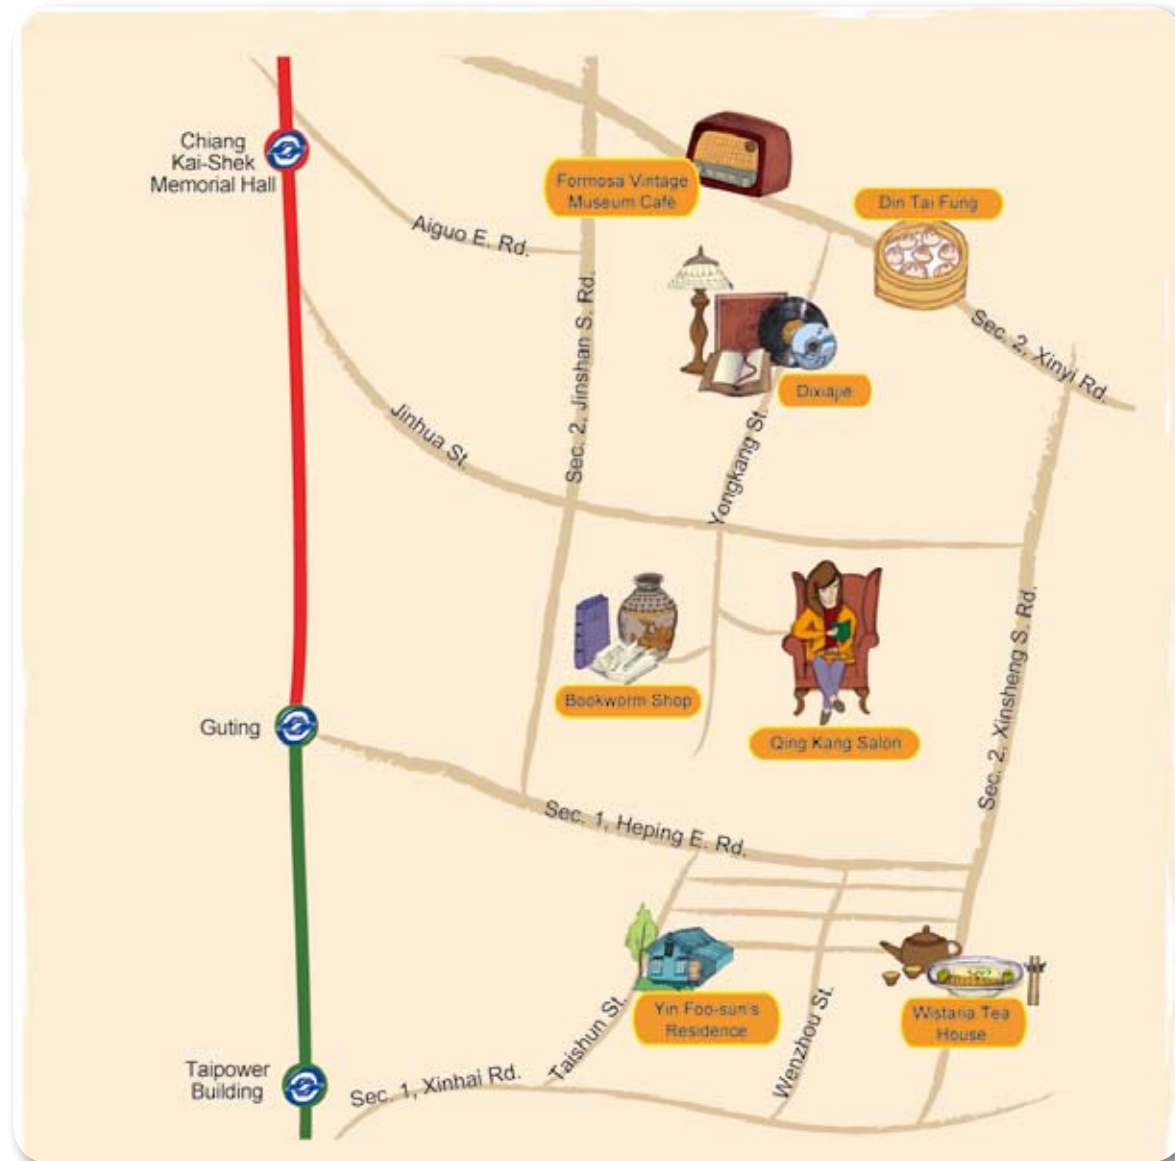 Chiang
Kai-Shek
Memorial Hall
Formosa Vintage
Museum Café
Din Tai Fung
Aiguo E. Rd.
Sec. 2, Jinshan S. Rd.
Sec. 2, Xinyi Rd.
Dixiajie
Jinhua St.
Yongkang St.
Bookworm Shop
Qing Kang Salon
Sec. 2, Xinsheng S. Rd.
Guting
Sec. 1, Heping E. Rd.
Yin Foo-sun's
Residence
Wistaria Tea
House
Taishun St.
Wenzhou St.
Taipower
Building
Sec. 1, Xinhai Rd.